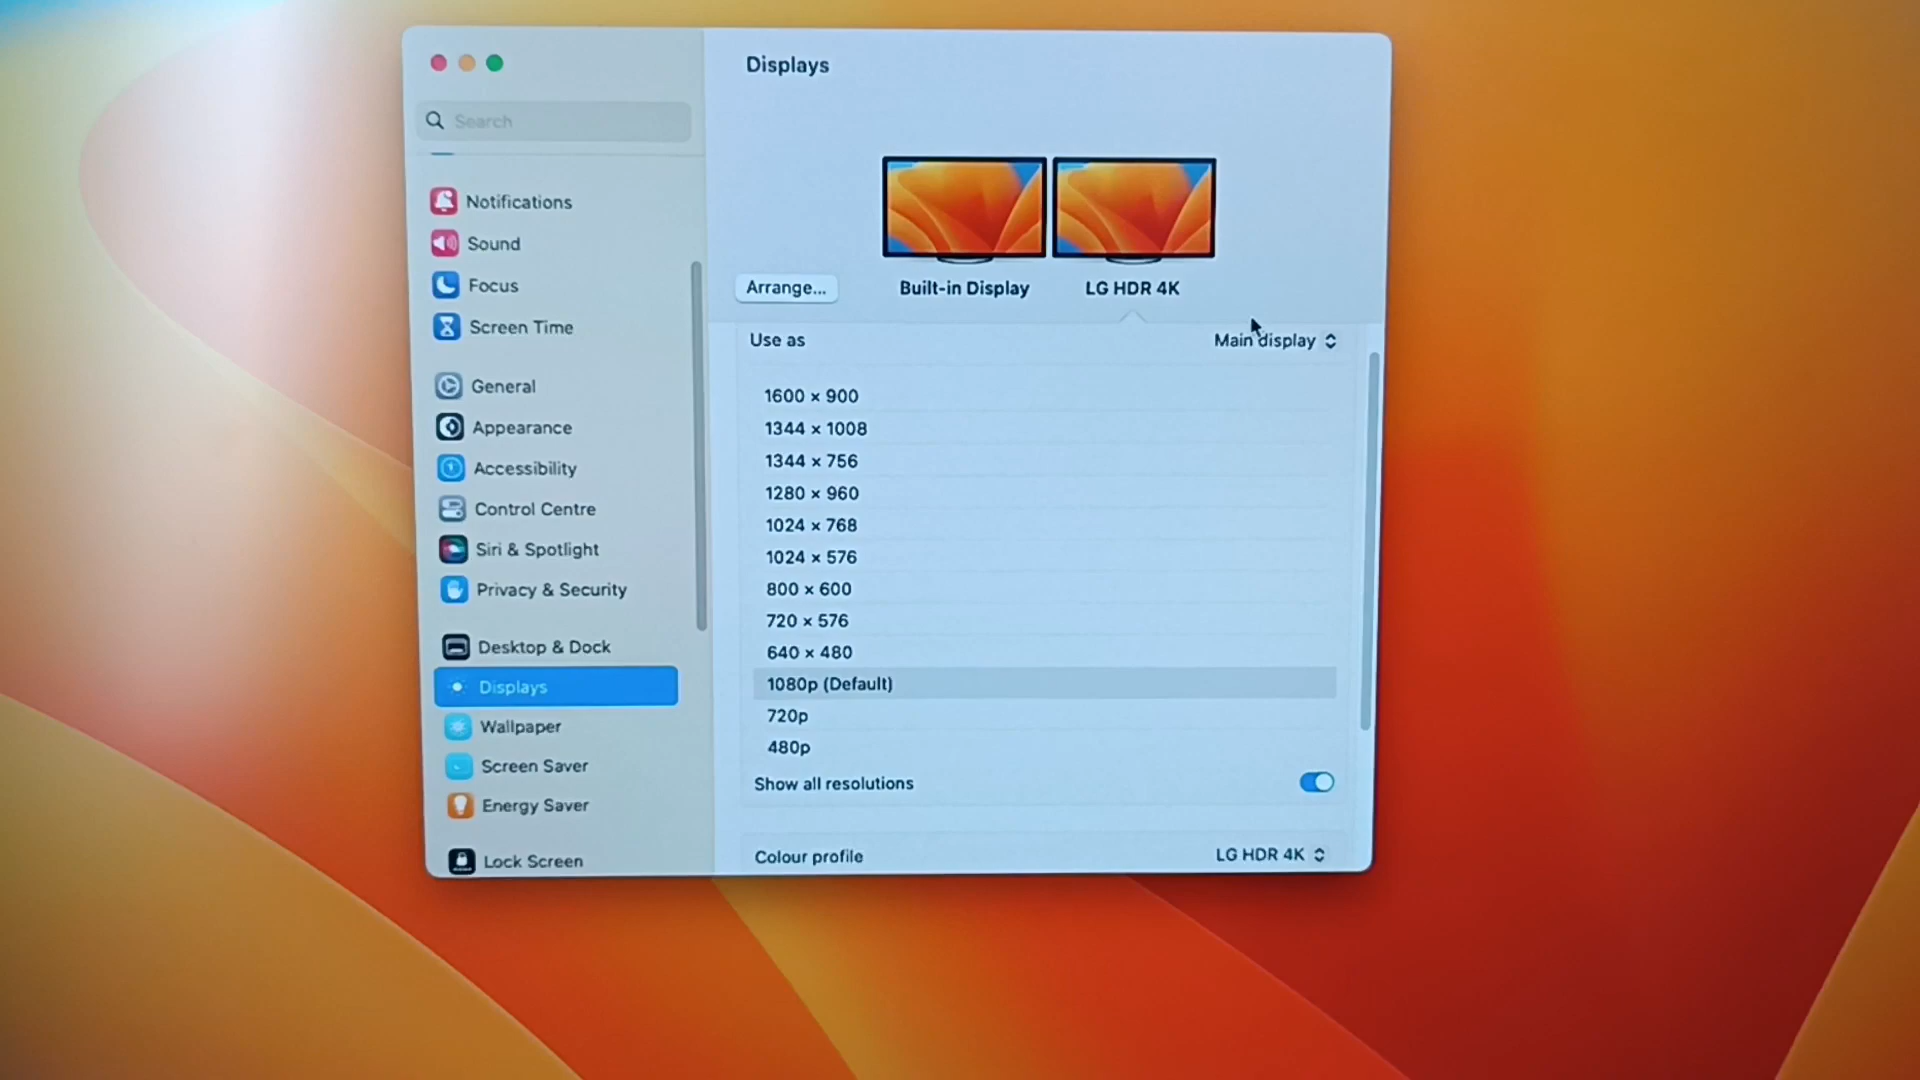 Displays
Search
Notifications
Sound
Focus
Screen Time
General
Appearance
Accessibility
Control Centre
Siri & Spotlight
Privacy & Security
Desktop & Dock
Displays
Wallpaper
Screen Saver
Energy Saver
Lock Screen
Arrange...
Built-in Display
LG HDR 4K
Use as
Main display
1600 × 900
1344 × 1008
1344 × 756
1280 × 960
1024 × 768
1024 × 576
800 × 600
720 × 576
640 × 480
1080p (Default)
720p
480p
Show all resolutions
Colour profile
LG HDR 4K